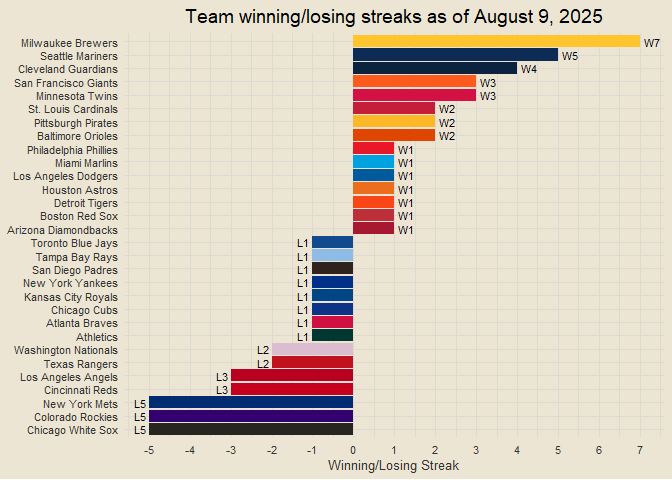 Team winning/losing streaks as of August 9, 2025
Milwaukee Brewers W7
Seattle Mariners W5
Cleveland Guardians W4
San Francisco Giants W3
Minnesota Twins W3
St. Louis Cardinals W2
Pittsburgh Pirates W2
Baltimore Orioles W2
Philadelphia Phillies W1
Miami Marlins W1
Los Angeles Dodgers W1
Houston Astros W1
Detroit Tigers W1
Boston Red Sox W1
Arizona Diamondbacks W1
Toronto Blue Jays L1
Tampa Bay Rays L1
San Diego Padres L1
New York Yankees L1
Kansas City Royals L1
Chicago Cubs L1
Atlanta Braves L1
Athletics L1
Washington Nationals L2
Texas Rangers L2
Los Angeles Angels L3
Cincinnati Reds L3
New York Mets L5
Colorado Rockies L5
Chicago White Sox L5
-5 -4 -3 -2 -1 0 1 2 3 4 5 6 7
Winning/Losing Streak